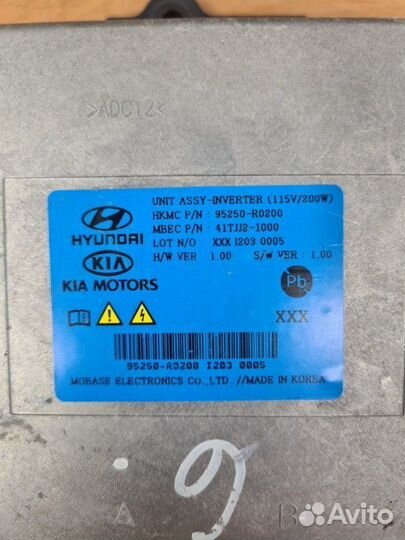 >ADC12<
UNIT ASSY-INVERTER (115V/200W)
HKMC P/N : 95250-R0200
MBEC P/N : 41TJJ2-1000
LOT N/O XXX I203 0005
H/W VER 1.00 S/W VER : 1.00
HYUNDAI
KIA
KIA MOTORS
Pb
XXX
95250-R0200 I203 0005
MOBASE ELECTRONICS CO.,LTD //MADE IN KOREA
6
A
B
Avito